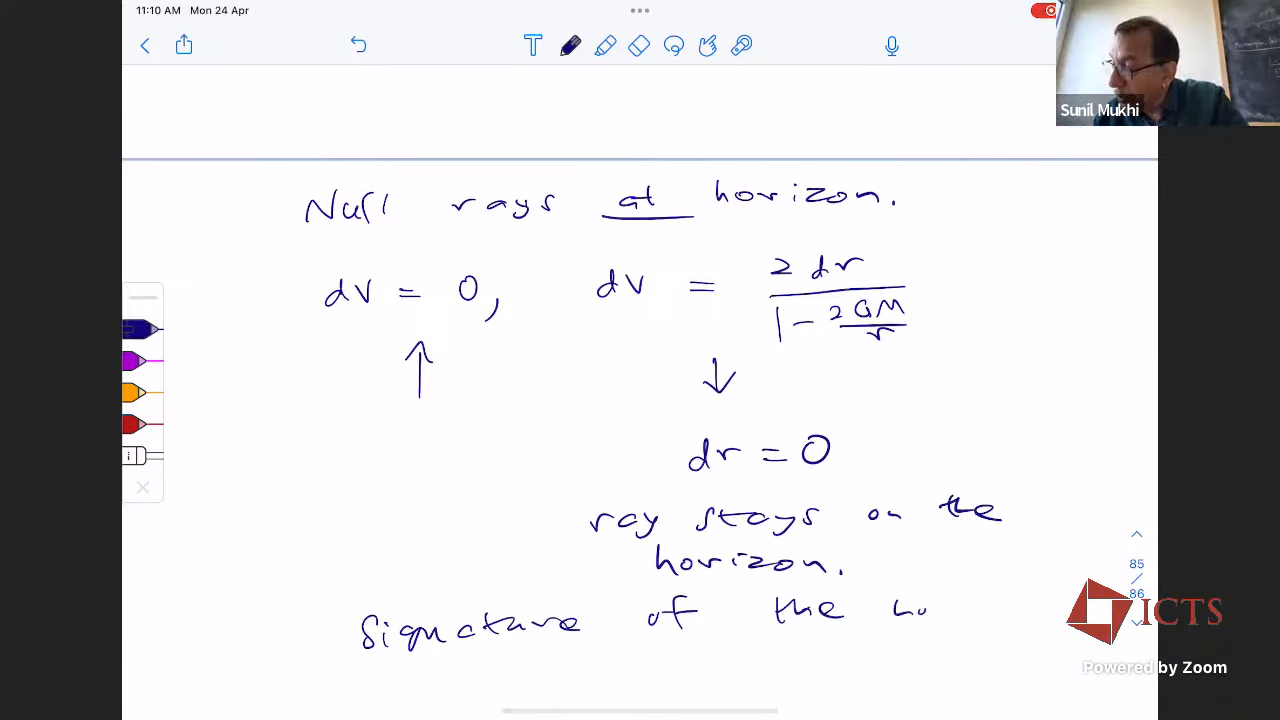 11:10 AM Mon 24 Apr
Sunil Mukhi
Null rays at horizon.
dV = 0, dV = 2 dr / 1 - 2GM/r
dr = 0
ray stays on the
horizon.
Signature of the ho
85
/
86
ICTS
Powered by Zoom